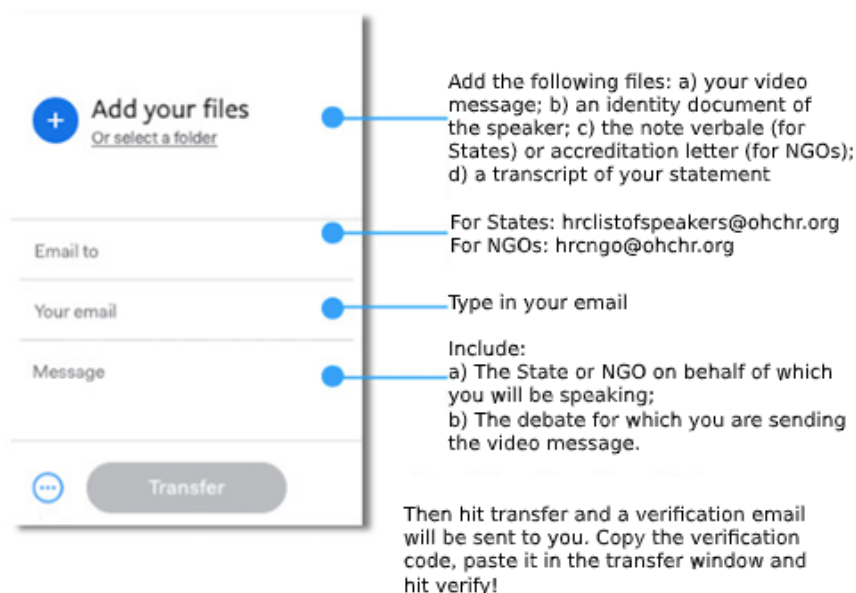 Add your files
Or select a folder
Email to
Your email
Message
Transfer
Add the following files: a) your video
message; b) an identity document of
the speaker; c) the note verbale (for
States) or accreditation letter (for NGOs);
d) a transcript of your statement
For States: hrclistofspeakers@ohchr.org
For NGOs: hrcngo@ohchr.org
Type in your email
Include:
a) The State or NGO on behalf of which
you will be speaking;
b) The debate for which you are sending
the video message.
Then hit transfer and a verification email
will be sent to you. Copy the verification
code, paste it in the transfer window and
hit verify!